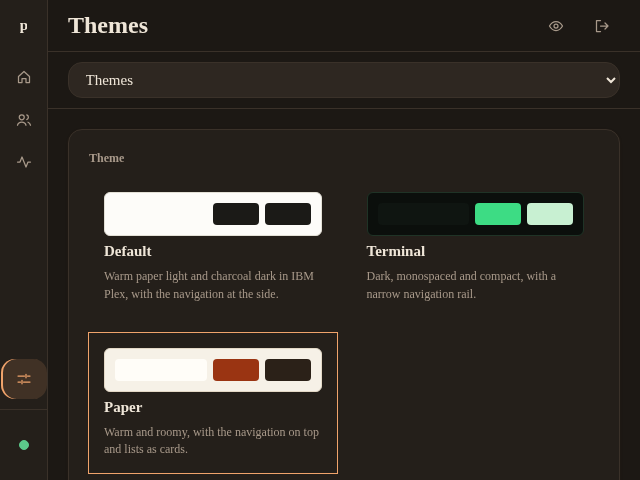 p
Themes
Themes
Theme
Default
Warm paper light and charcoal dark in IBM
Plex, with the navigation at the side.
Terminal
Dark, monospaced and compact, with a
narrow navigation rail.
Paper
Warm and roomy, with the navigation on top
and lists as cards.